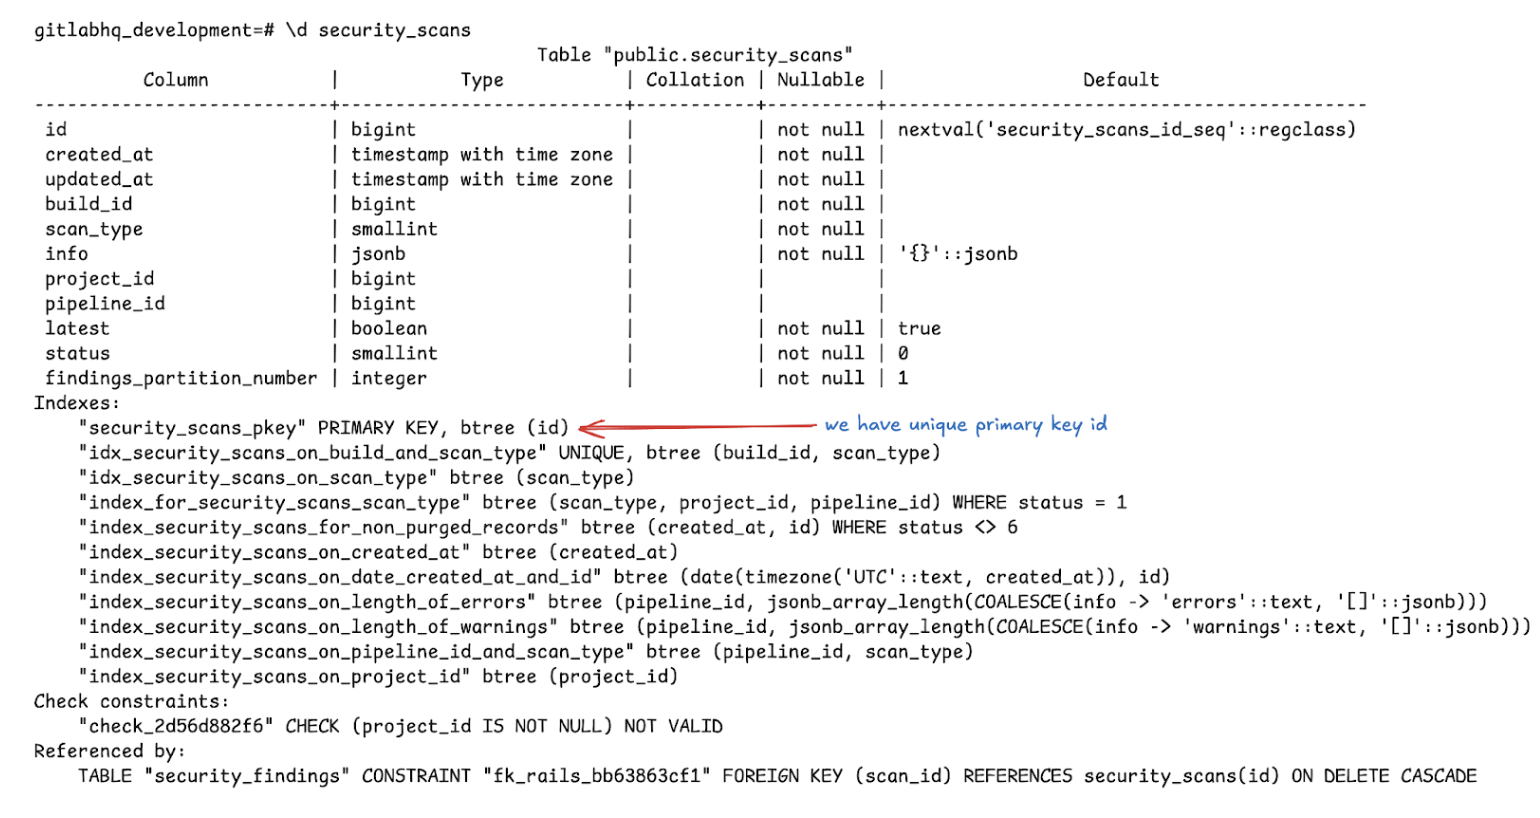 gitlabhq_development=# \d security_scans
Table "public.security_scans"
Column | Type | Collation | Nullable | Default
---------------------------+--------------------------+-----------+----------+--------------------------------------------
id | bigint | | not null | nextval('security_scans_id_seq'::regclass)
created_at | timestamp with time zone | | not null |
updated_at | timestamp with time zone | | not null |
build_id | bigint | | not null |
scan_type | smallint | | not null |
info | jsonb | | not null | '{}'::jsonb
project_id | bigint | | |
pipeline_id | bigint | | |
latest | boolean | | not null | true
status | smallint | | not null | 0
findings_partition_number | integer | | not null | 1
Indexes:
"security_scans_pkey" PRIMARY KEY, btree (id) we have unique primary key id
"idx_security_scans_on_build_and_scan_type" UNIQUE, btree (build_id, scan_type)
"idx_security_scans_on_scan_type" btree (scan_type)
"index_for_security_scans_scan_type" btree (scan_type, project_id, pipeline_id) WHERE status = 1
"index_security_scans_for_non_purged_records" btree (created_at, id) WHERE status <> 6
"index_security_scans_on_created_at" btree (created_at)
"index_security_scans_on_date_created_at_and_id" btree (date(timezone('UTC'::text, created_at)), id)
"index_security_scans_on_length_of_errors" btree (pipeline_id, jsonb_array_length(COALESCE(info -> 'errors'::text, '[]'::jsonb)))
"index_security_scans_on_length_of_warnings" btree (pipeline_id, jsonb_array_length(COALESCE(info -> 'warnings'::text, '[]'::jsonb)))
"index_security_scans_on_pipeline_id_and_scan_type" btree (pipeline_id, scan_type)
"index_security_scans_on_project_id" btree (project_id)
Check constraints:
"check_2d56d882f6" CHECK (project_id IS NOT NULL) NOT VALID
Referenced by:
TABLE "security_findings" CONSTRAINT "fk_rails_bb63863cf1" FOREIGN KEY (scan_id) REFERENCES security_scans(id) ON DELETE CASCADE